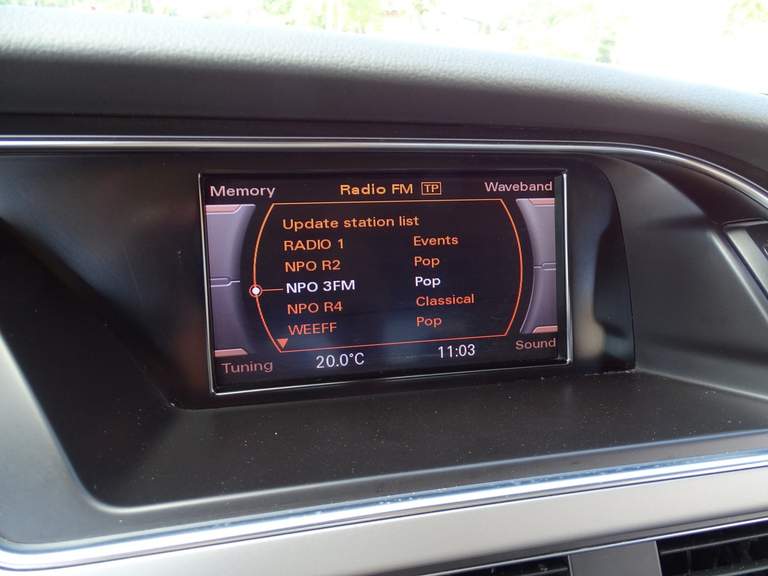 Memory Radio FM TP Waveband
Update station list
RADIO 1 Events
NPO R2 Pop
NPO 3FM Pop
NPO R4 Classical
WEEFF Pop
Tuning 20.0°C 11:03 Sound